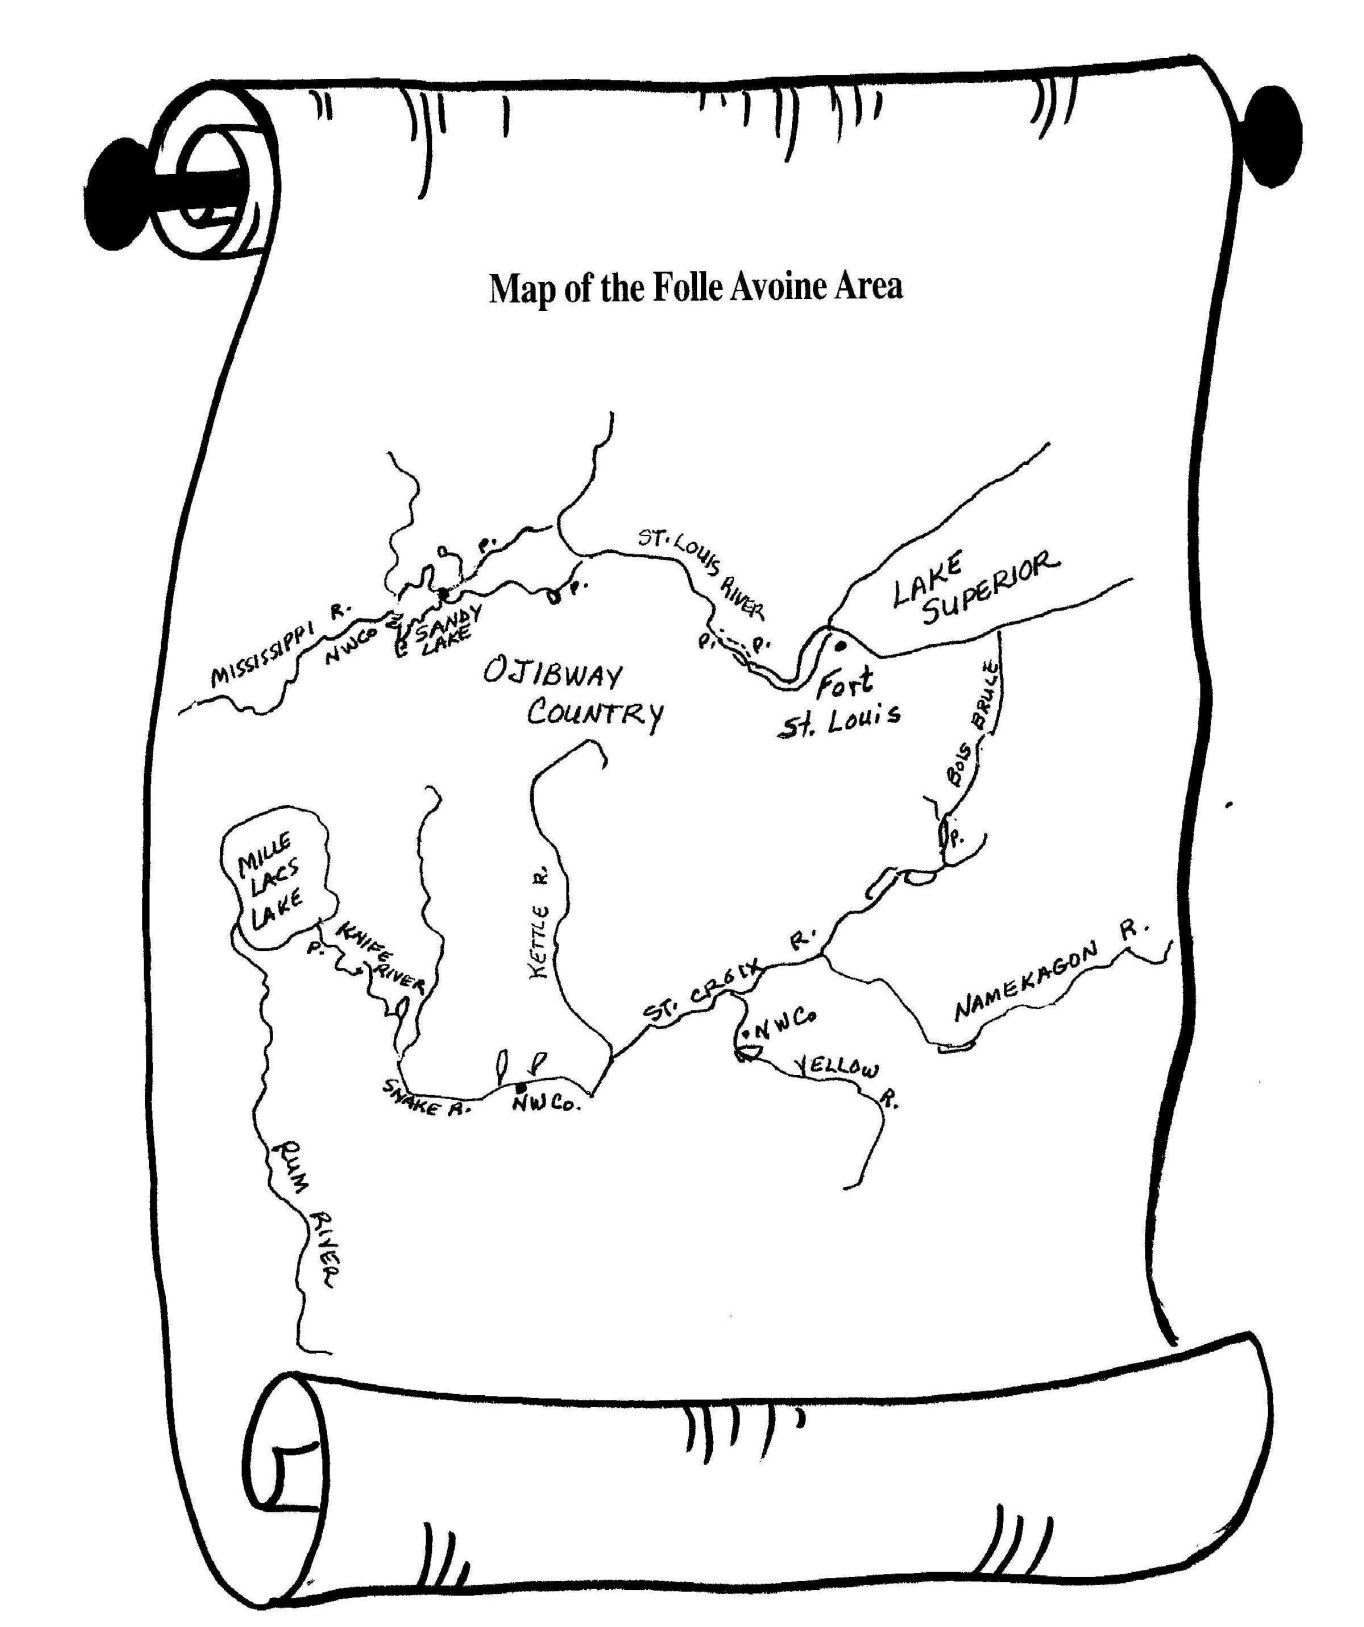 Map of the Folle Avoine Area
ST. LOUIS RIVER
LAKE
SUPERIOR
P.
P.
MISSISSIPPI R.
NWCo
SANDY
LAKE
P.
P.
OJIBWAY
COUNTRY
Fort
St. Louis
BOIS BRULE
P.
MILLE
LACS
LAKE
P.
KNIFE
RIVER
KETTLE R.
ST. CROIX R.
NAMEKAGON R.
NWCo
YELLOW R.
SNAKE R.
NWCo.
RUM RIVER